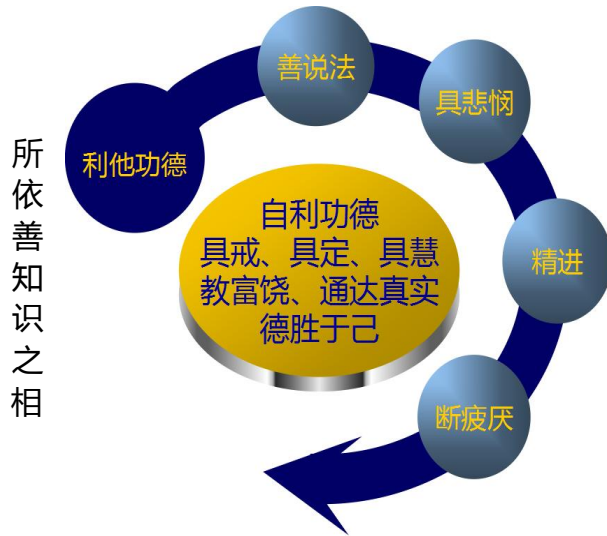 所依善知识之相
利他功德
善说法
具悲悯
精进
断疲厌
自利功德
具戒、具定、具慧
教富饶、通达真实
德胜于己